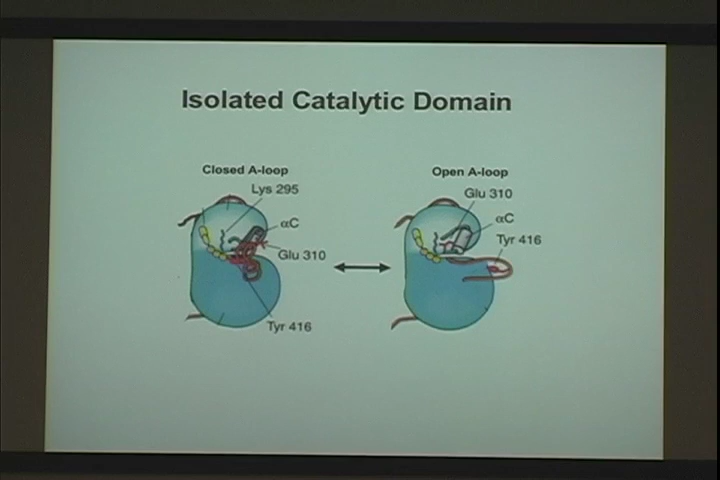 Isolated Catalytic Domain
Closed A-loop
Lys 295
αC
Glu 310
Tyr 416
Open A-loop
Glu 310
αC
Tyr 416